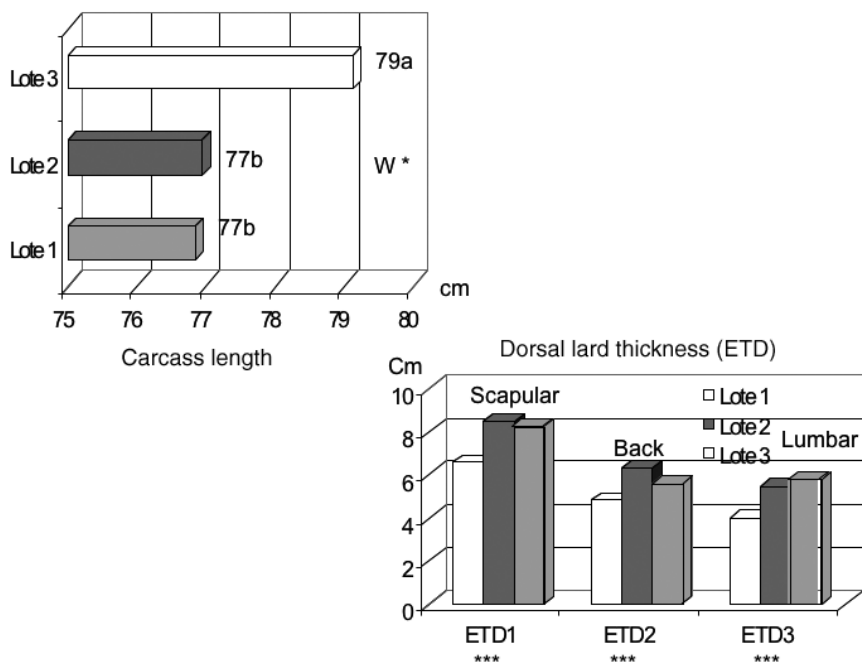 Lote 3
79a
Lote 2
77b
W *
Lote 1
77b
75 76 77 78 79 80
cm
Carcass length
Dorsal lard thickness (ETD)
Cm
10
8
6
4
2
0
Scapular
Back
Lumbar
Lote 1
Lote 2
Lote 3
ETD1 ETD2 ETD3
*** *** ***